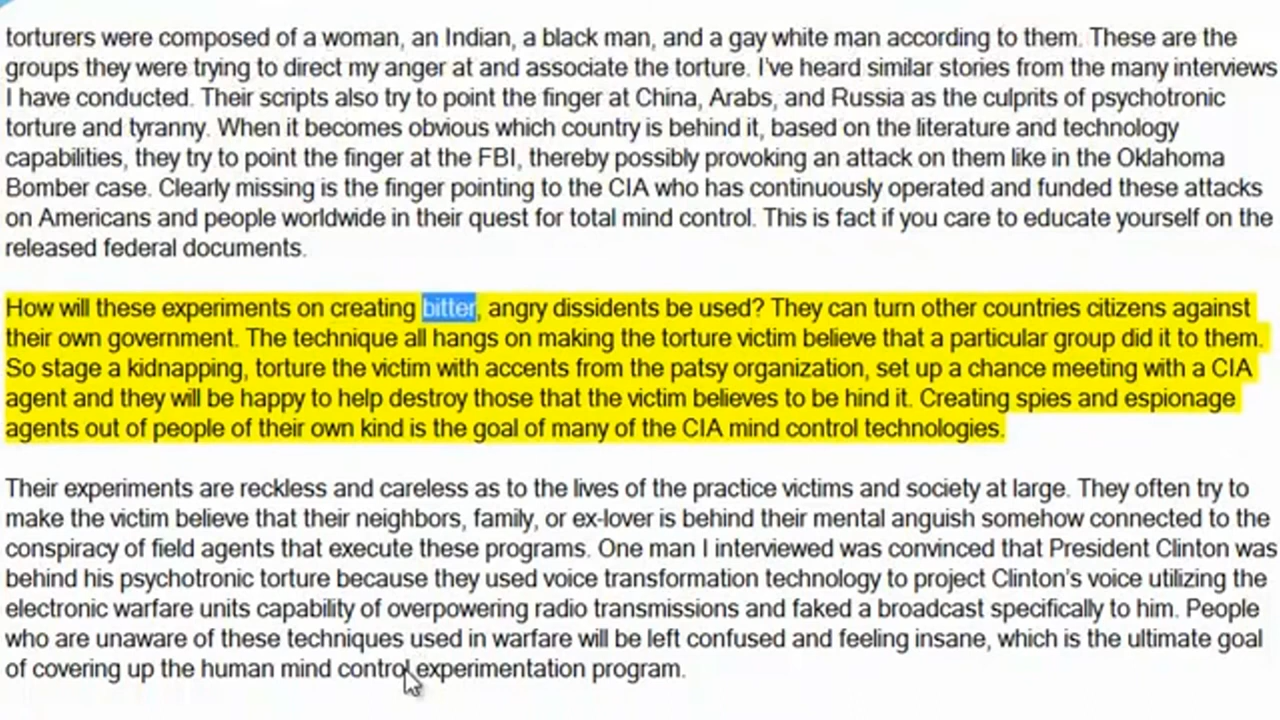 torturers were composed of a woman, an Indian, a black man, and a gay white man according to them. These are the
groups they were trying to direct my anger at and associate the torture. I've heard similar stories from the many interviews
I have conducted. Their scripts also try to point the finger at China, Arabs, and Russia as the culprits of psychotronic
torture and tyranny. When it becomes obvious which country is behind it, based on the literature and technology
capabilities, they try to point the finger at the FBI, thereby possibly provoking an attack on them like in the Oklahoma
Bomber case. Clearly missing is the finger pointing to the CIA who has continuously operated and funded these attacks
on Americans and people worldwide in their quest for total mind control. This is fact if you care to educate yourself on the
released federal documents.
How will these experiments on creating bitter, angry dissidents be used? They can turn other countries citizens against
their own government. The technique all hangs on making the torture victim believe that a particular group did it to them.
So stage a kidnapping, torture the victim with accents from the patsy organization, set up a chance meeting with a CIA
agent and they will be happy to help destroy those that the victim believes to be hind it. Creating spies and espionage
agents out of people of their own kind is the goal of many of the CIA mind control technologies.
Their experiments are reckless and careless as to the lives of the practice victims and society at large. They often try to
make the victim believe that their neighbors, family, or ex-lover is behind their mental anguish somehow connected to the
conspiracy of field agents that execute these programs. One man I interviewed was convinced that President Clinton was
behind his psychotronic torture because they used voice transformation technology to project Clinton's voice utilizing the
electronic warfare units capability of overpowering radio transmissions and faked a broadcast specifically to him. People
who are unaware of these techniques used in warfare will be left confused and feeling insane, which is the ultimate goal
of covering up the human mind control experimentation program.